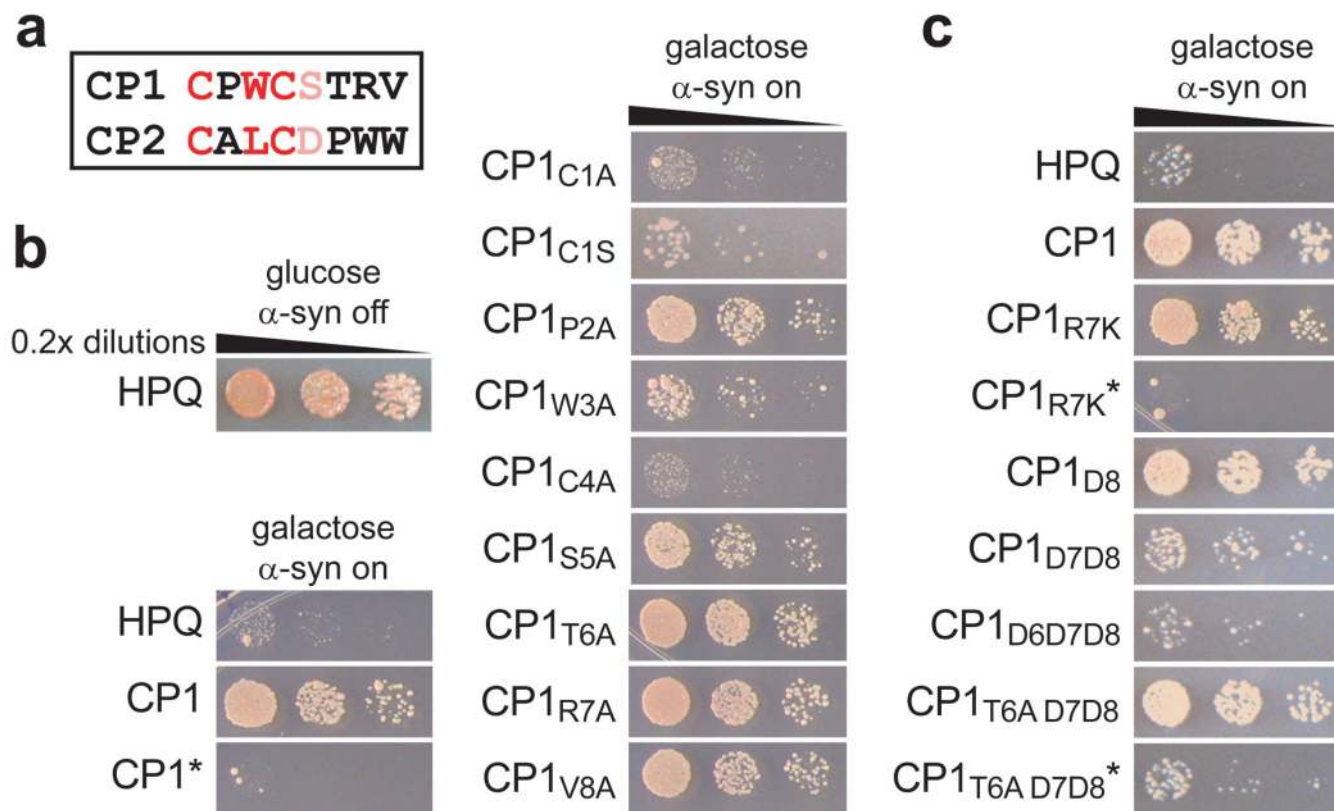 a
CP1 CPWCSTRV
CP2 CALCDPWW
b
glucose
α-syn off
0.2x dilutions
HPQ
galactose
α-syn on
HPQ
CP1
CP1*
galactose
α-syn on
CP1C1A
CP1C1S
CP1P2A
CP1W3A
CP1C4A
CP1S5A
CP1T6A
CP1R7A
CP1V8A
c
galactose
α-syn on
HPQ
CP1
CP1R7K
CP1R7K*
CP1D8
CP1D7D8
CP1D6D7D8
CP1T6A D7D8
CP1T6A D7D8*